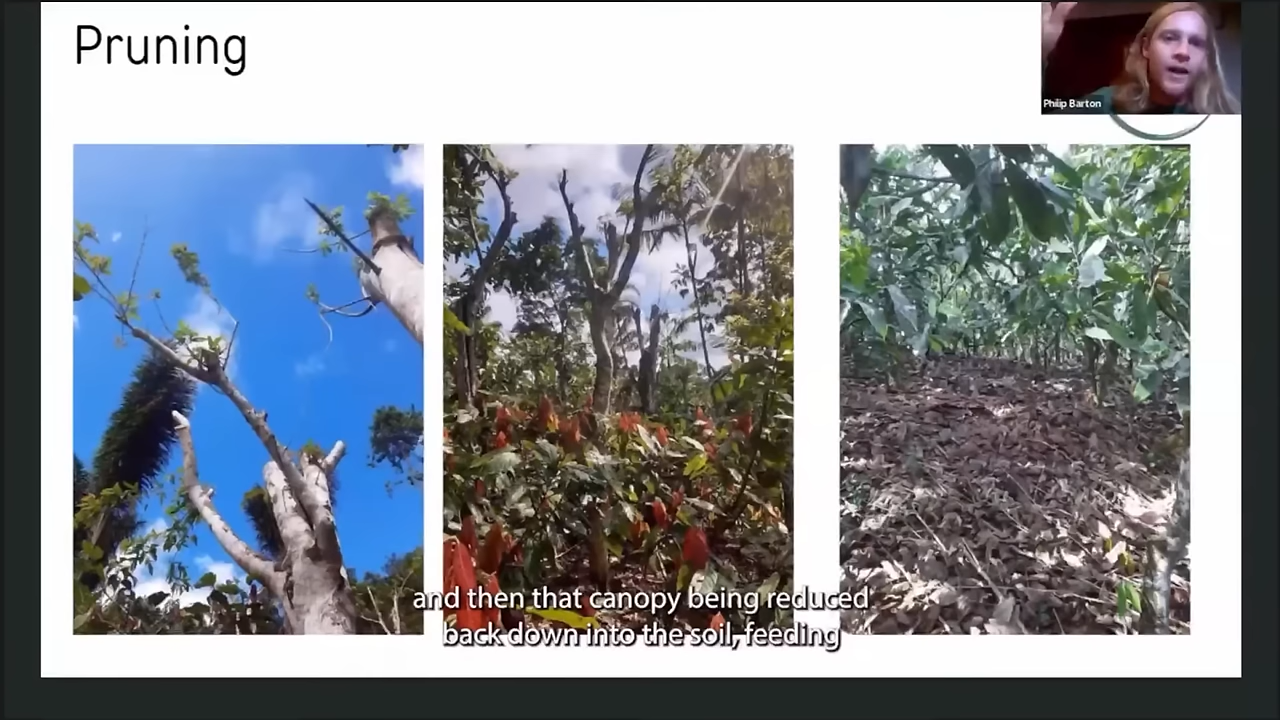 Pruning
Philip Barton
and then that canopy being reduced
back down into the soil, feeding